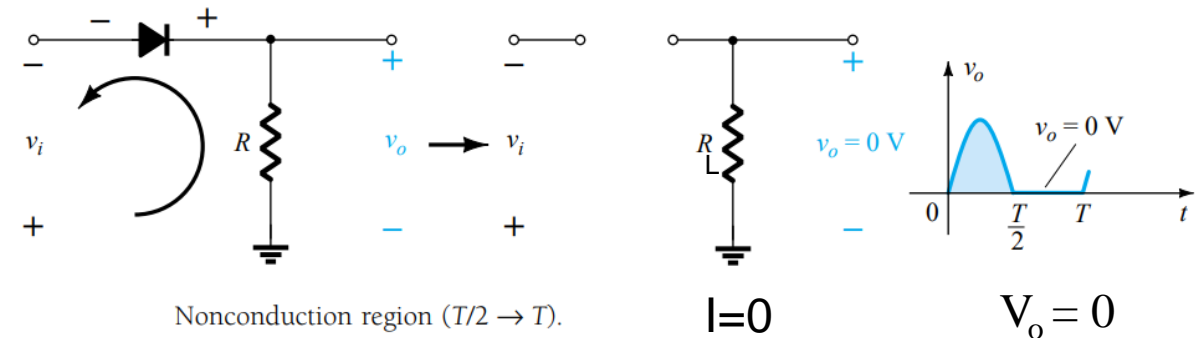 − +
− + − +
v_i R v_o v_i R_L v_o = 0 V
+ − + −
v_o
v_o = 0 V
0 T/2 T t
Nonconduction region (T/2 → T).
I=0
V_o = 0